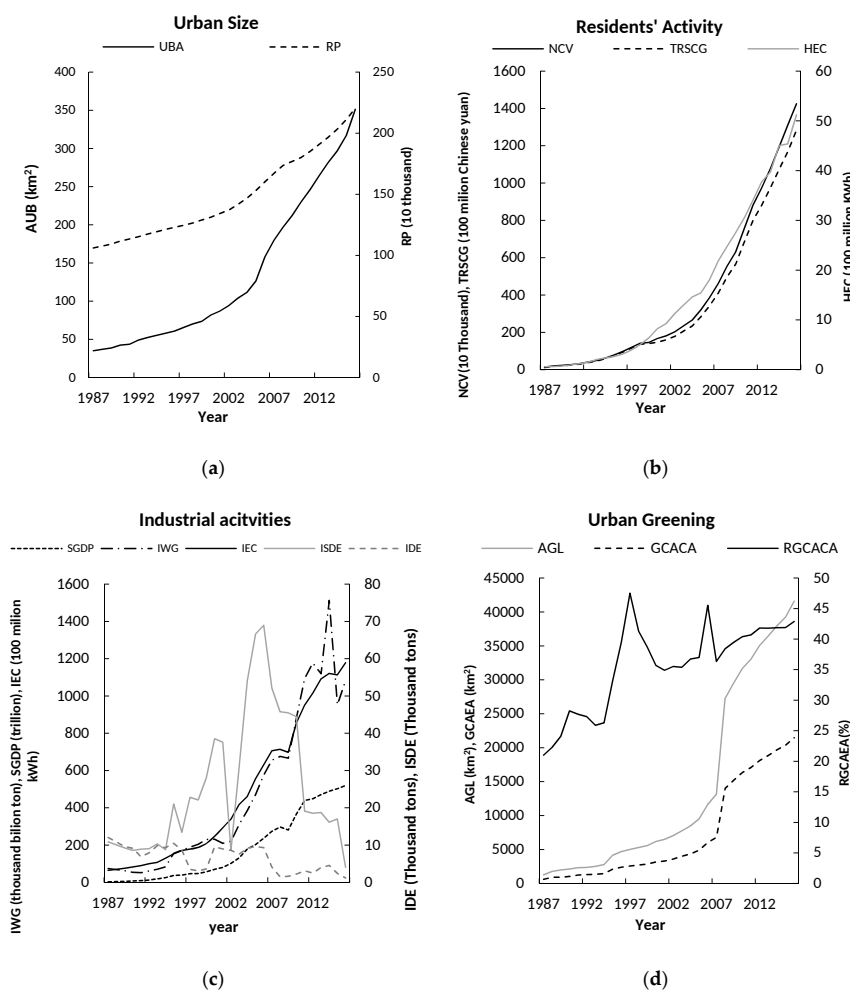 Urban Size
UBA RP
400 250
350
300 200
250
150
200
150 100
100
50
50
0 0
1987 1992 1997 2002 2007 2012
Year
AUB (km²)
RP (10 thousand)
(a)
Residents' Activity
NCV TRSCG HEC
1600 60
1400
50
1200
1000 40
800 30
600
20
400
200 10
0 0
1987 1992 1997 2002 2007 2012
Year
NCV(10 Thousand), TRSCG (100 milion Chinese yuan)
HEC (100 million KWh)
(b)
Industrial acitvities
SGDP IWG IEC ISDE IDE
1600 80
1400 70
1200 60
1000 50
800 40
600 30
400 20
200 10
0 0
1987 1992 1997 2002 2007 2012
year
IWG (thousand bilion ton), SGDP (trillion), IEC (100 milion
kWh)
IDE (Thousand tons), ISDE (Thousand tons)
(c)
Urban Greening
AGL GCACA RGCACA
45000 50
40000 45
35000 40
30000 35
25000 30
20000 25
15000 20
10000 15
5000 10
0 5
0
1987 1992 1997 2002 2007 2012
Year
AGL (km²), GCAEA (km²)
RGCAEA(%)
(d)